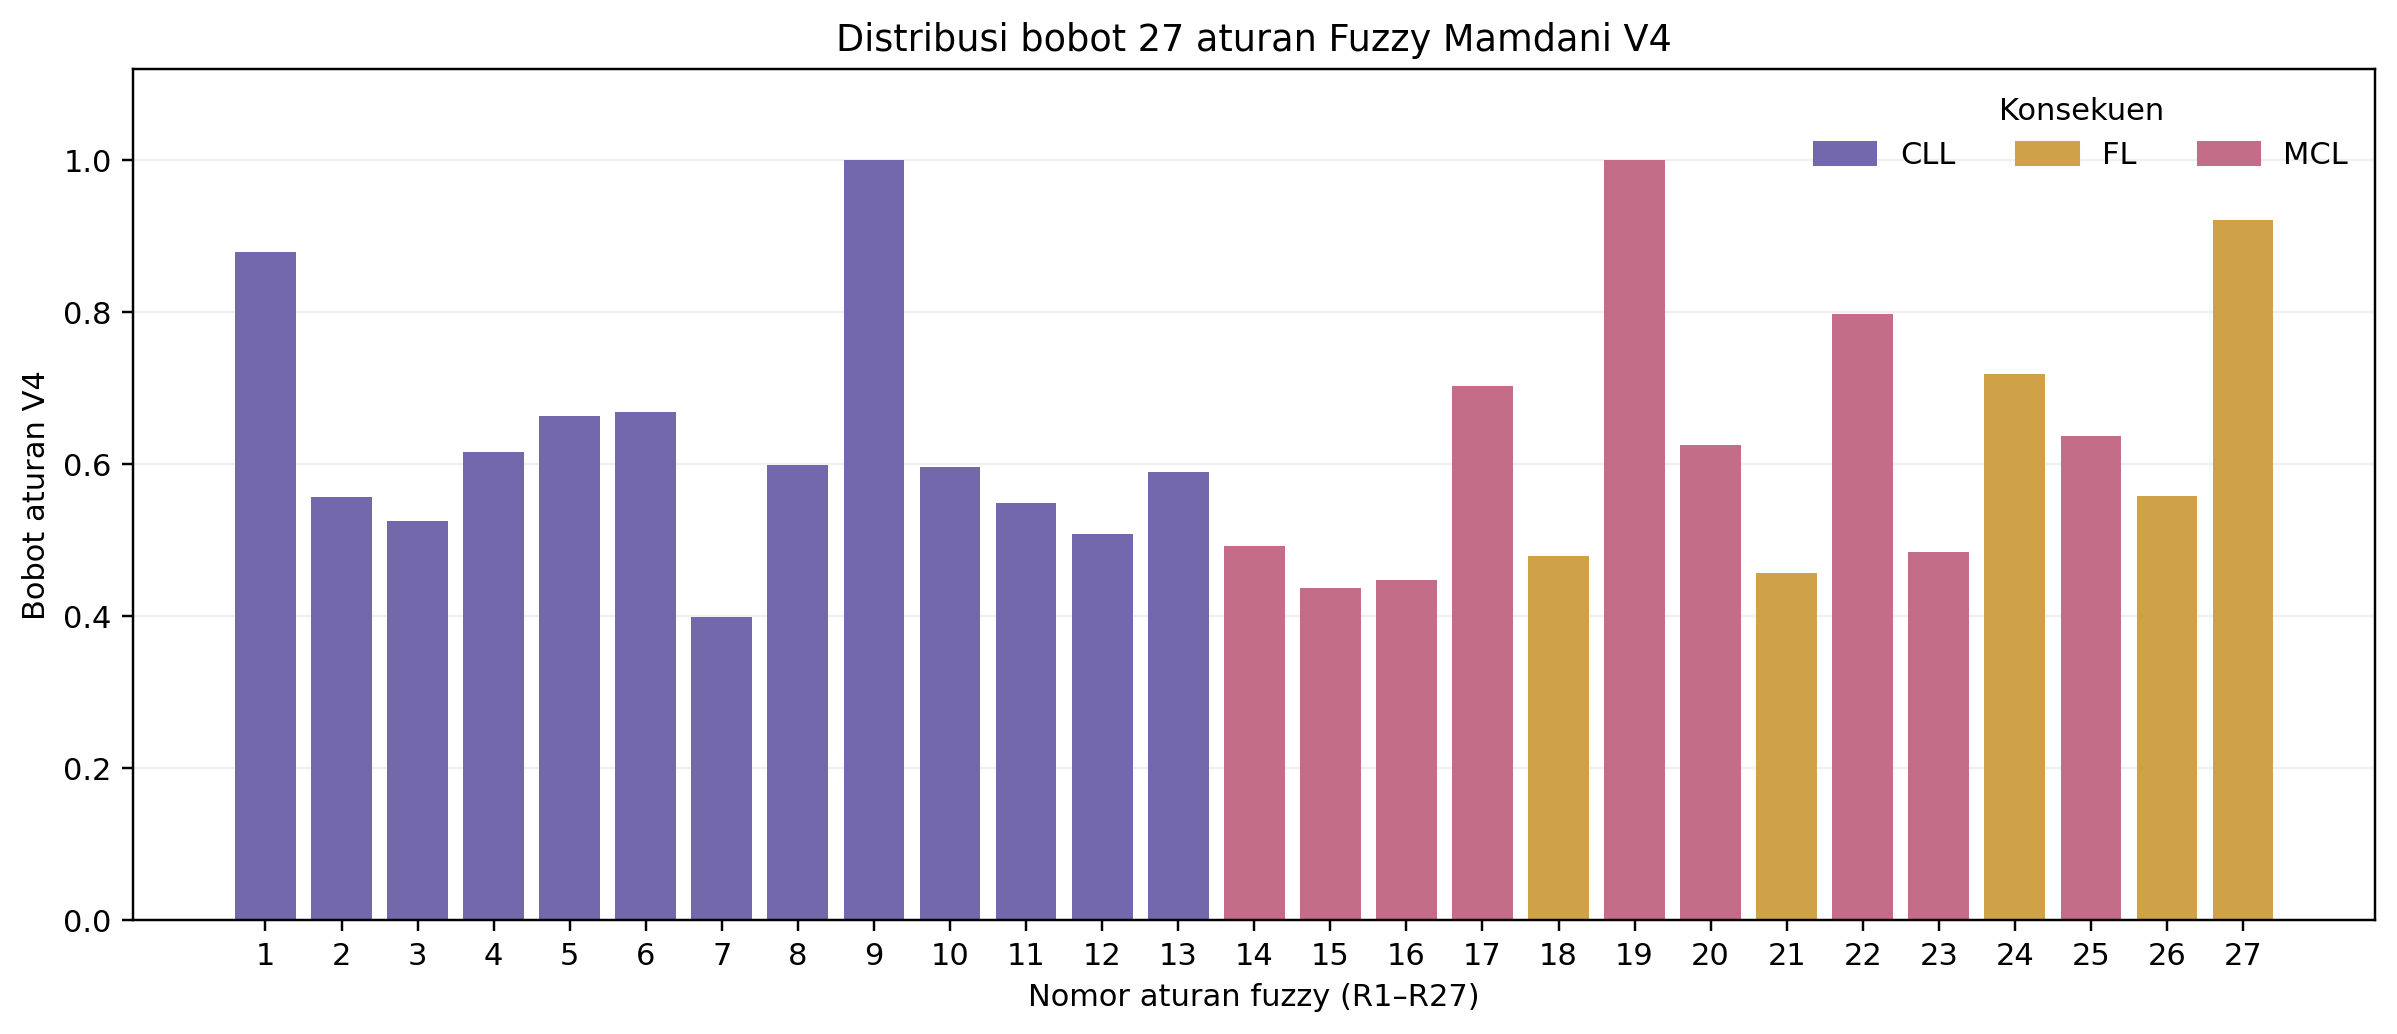 Distribusi bobot 27 aturan Fuzzy Mamdani V4
Konsekuen
CLL FL MCL
Bobot aturan V4
1.0
0.8
0.6
0.4
0.2
0.0
1 2 3 4 5 6 7 8 9 10 11 12 13 14 15 16 17 18 19 20 21 22 23 24 25 26 27
Nomor aturan fuzzy (R1–R27)